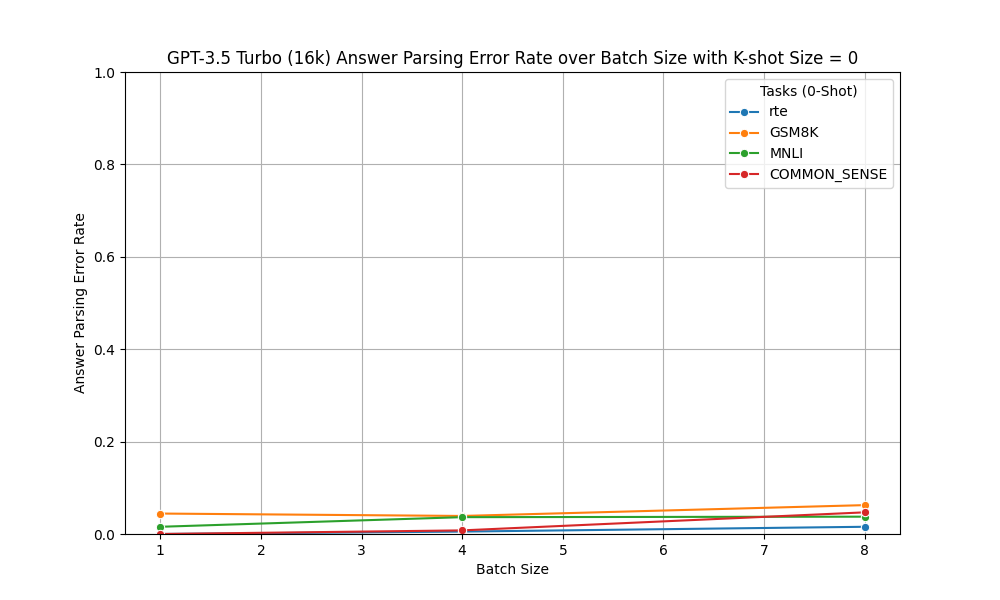 GPT-3.5 Turbo (16k) Answer Parsing Error Rate over Batch Size with K-shot Size = 0
Tasks (0-Shot)
rte
GSM8K
MNLI
COMMON_SENSE
Answer Parsing Error Rate
1.0
0.8
0.6
0.4
0.2
0.0
1 2 3 4 5 6 7 8
Batch Size